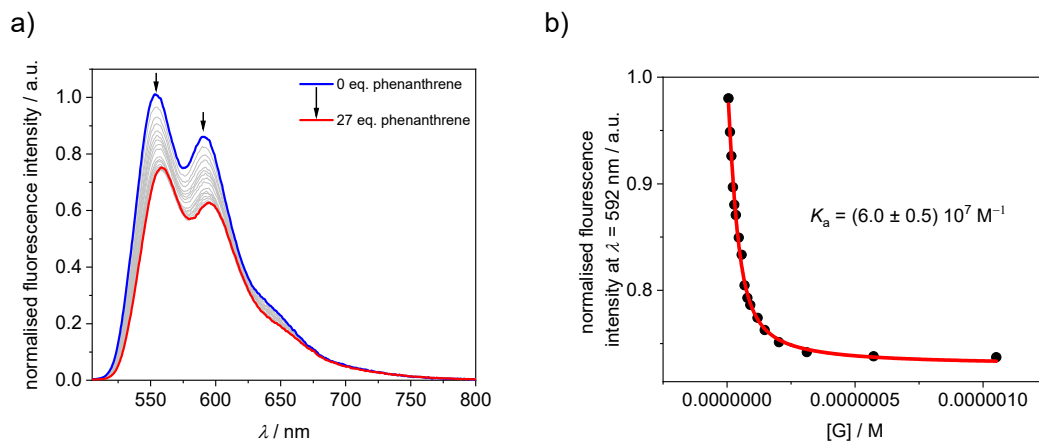 a)
normalised fluorescence intensity / a.u.
1.0
0.8
0.6
0.4
0.2
0.0
0 eq. phenanthrene
27 eq. phenanthrene
550
600
650
700
750
800
λ / nm
b)
normalised flourescence
intensity at λ = 592 nm / a.u.
1.0
0.9
0.8
Kₐ = (6.0 ± 0.5) 10⁷ M⁻¹
0.0000000
0.0000005
0.0000010
[G] / M